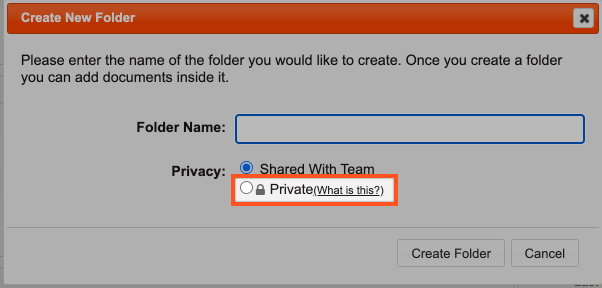 Create New Folder
Please enter the name of the folder you would like to create. Once you create a folder
you can add documents inside it.
Folder Name:
Privacy: Shared With Team
Private(What is this?)
Create Folder Cancel